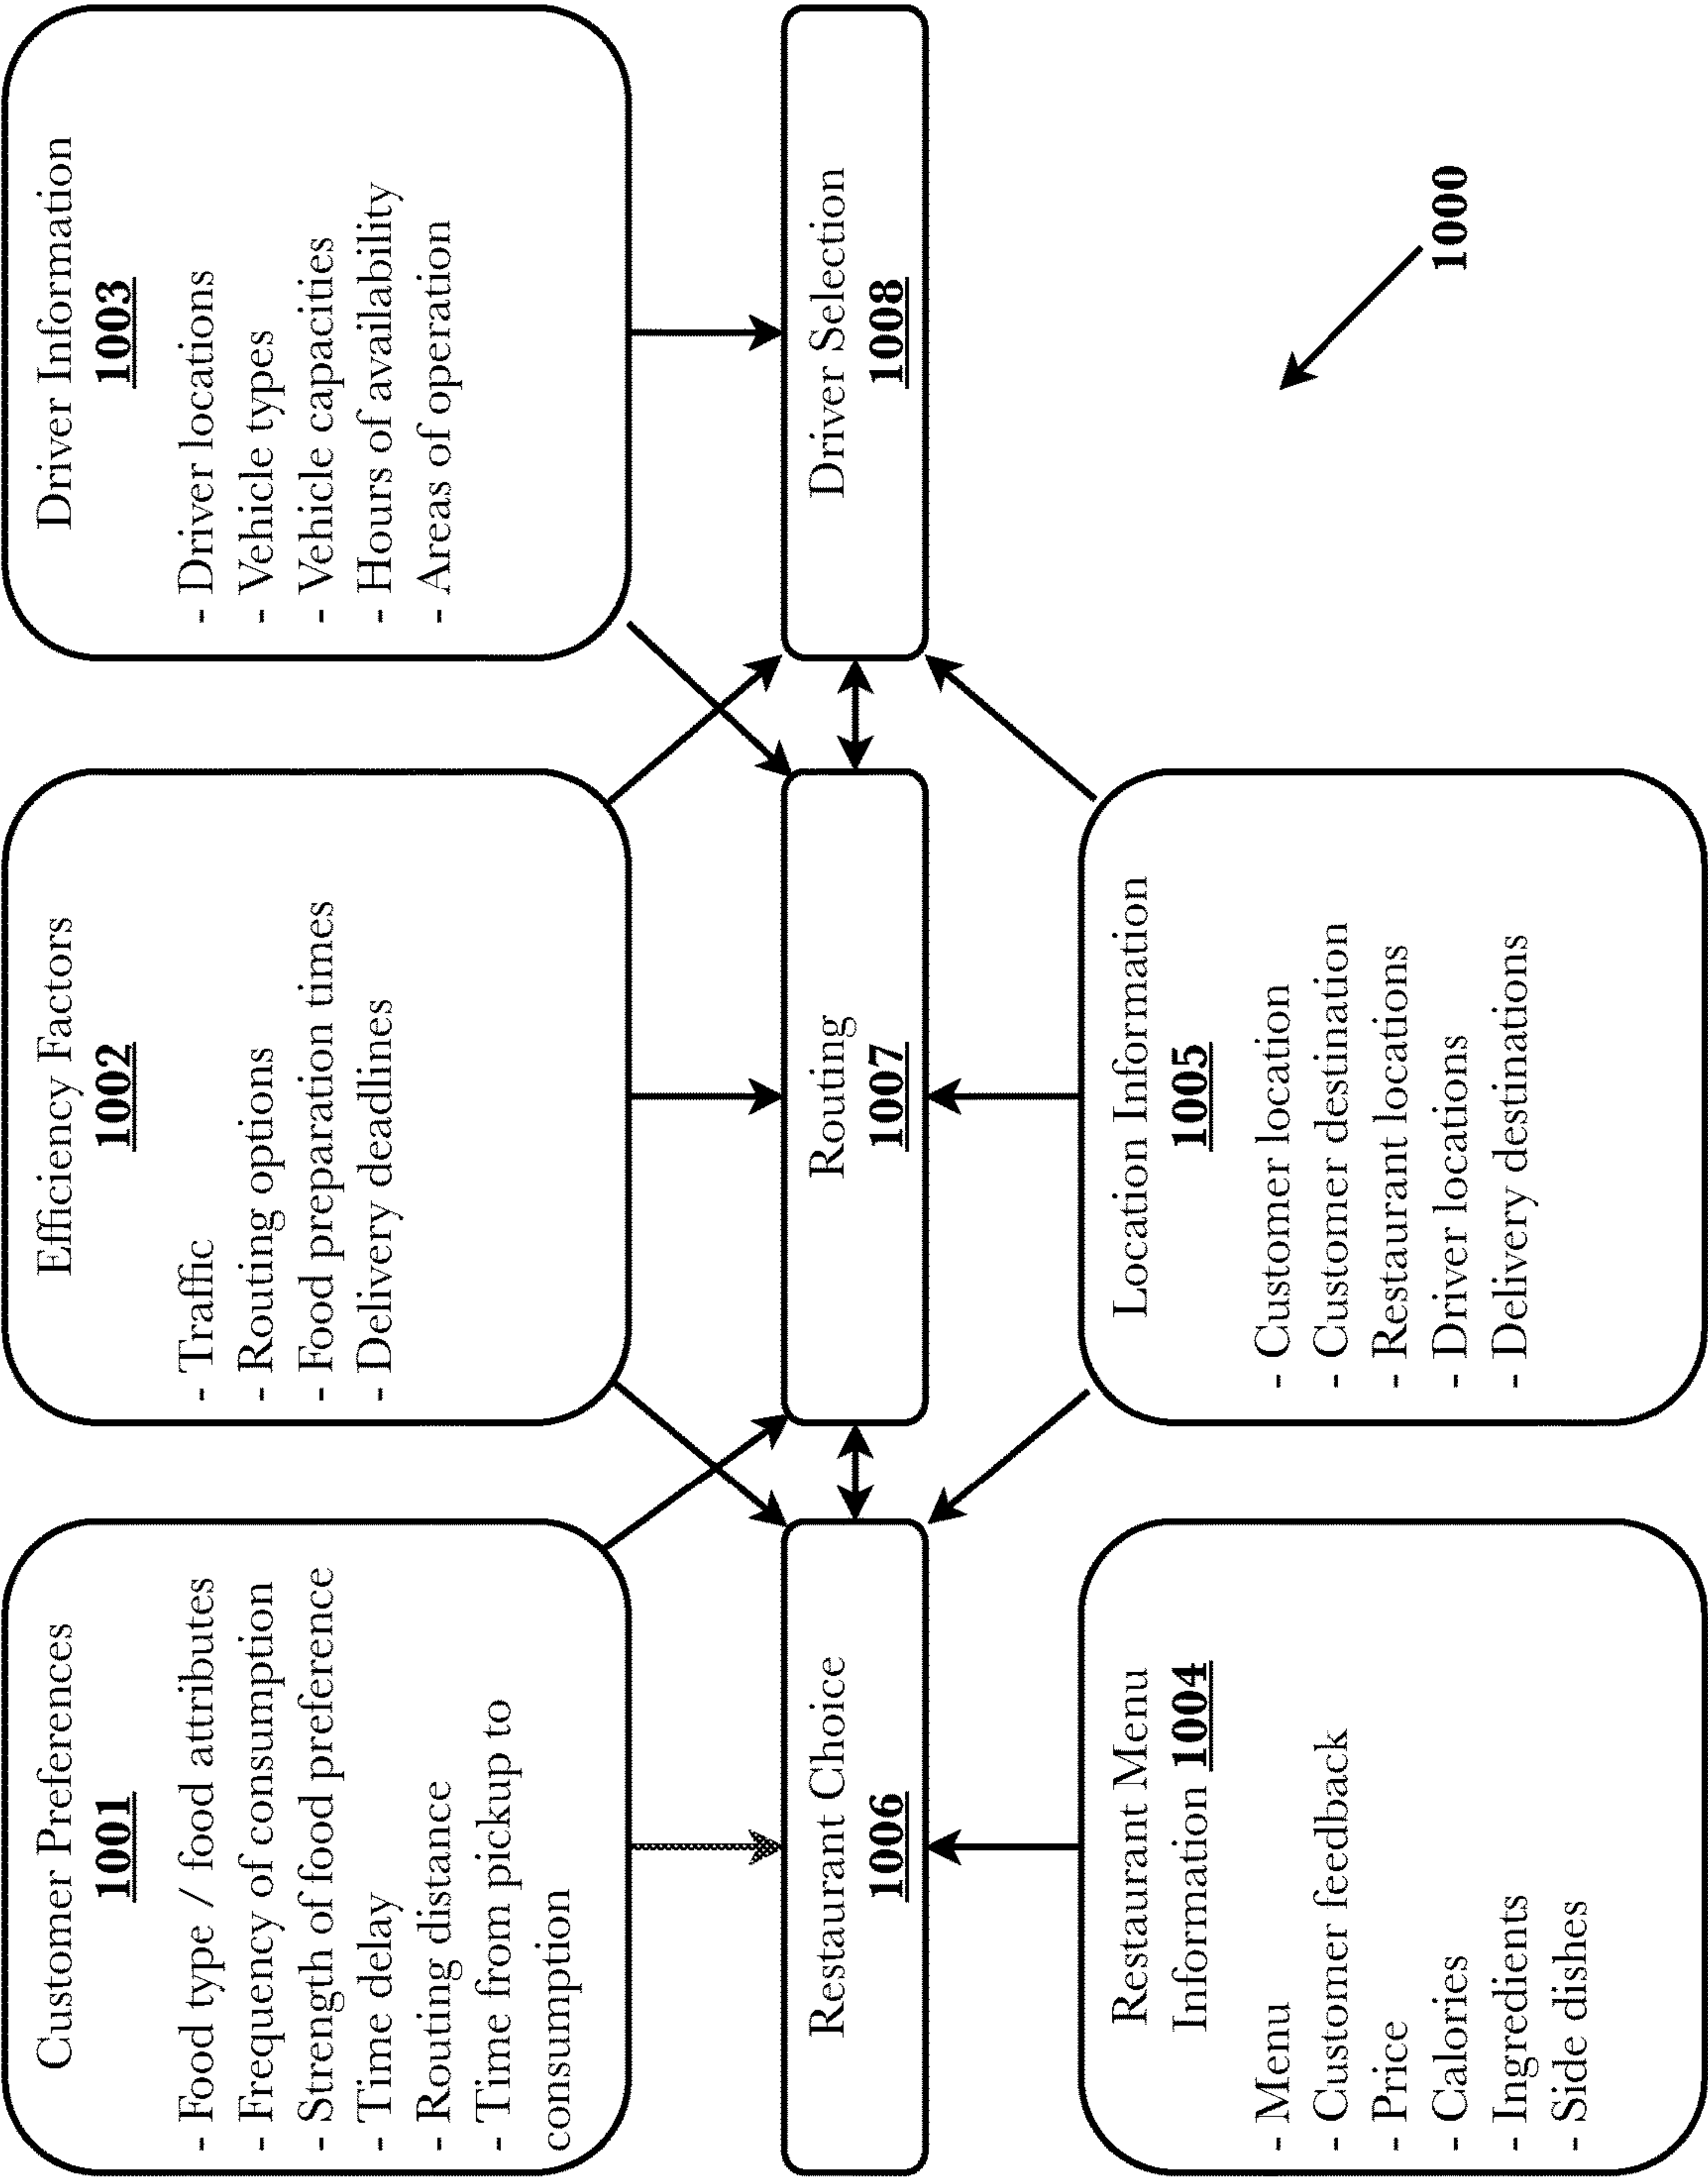 Customer Preferences
1001
- Food type / food attributes
- Frequency of consumption
- Strength of food preference
- Time delay
- Routing distance
- Time from pickup to
consumption
Efficiency Factors
1002
- Traffic
- Routing options
- Food preparation times
- Delivery deadlines
Driver Information
1003
- Driver locations
- Vehicle types
- Vehicle capacities
- Hours of availability
- Areas of operation
Restaurant Choice
1006
Routing
1007
Driver Selection
1008
Restaurant Menu
Information 1004
- Menu
- Customer feedback
- Price
- Calories
- Ingredients
- Side dishes
Location Information
1005
- Customer location
- Customer destination
- Restaurant locations
- Driver locations
- Delivery destinations
1000